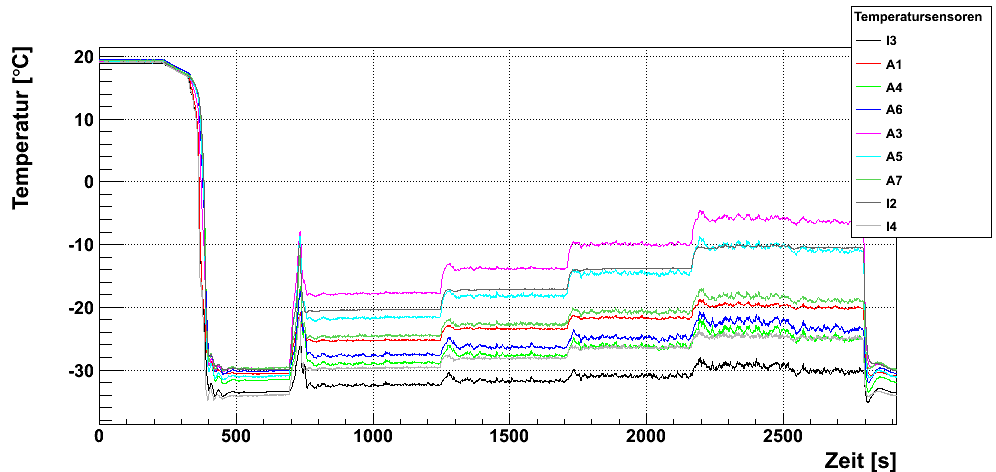 Temperatursensoren
I3
A1
A4
A6
A3
A5
A7
I2
I4
Temperatur [°C]
20
10
0
-10
-20
-30
0 500 1000 1500 2000 2500
Zeit [s]